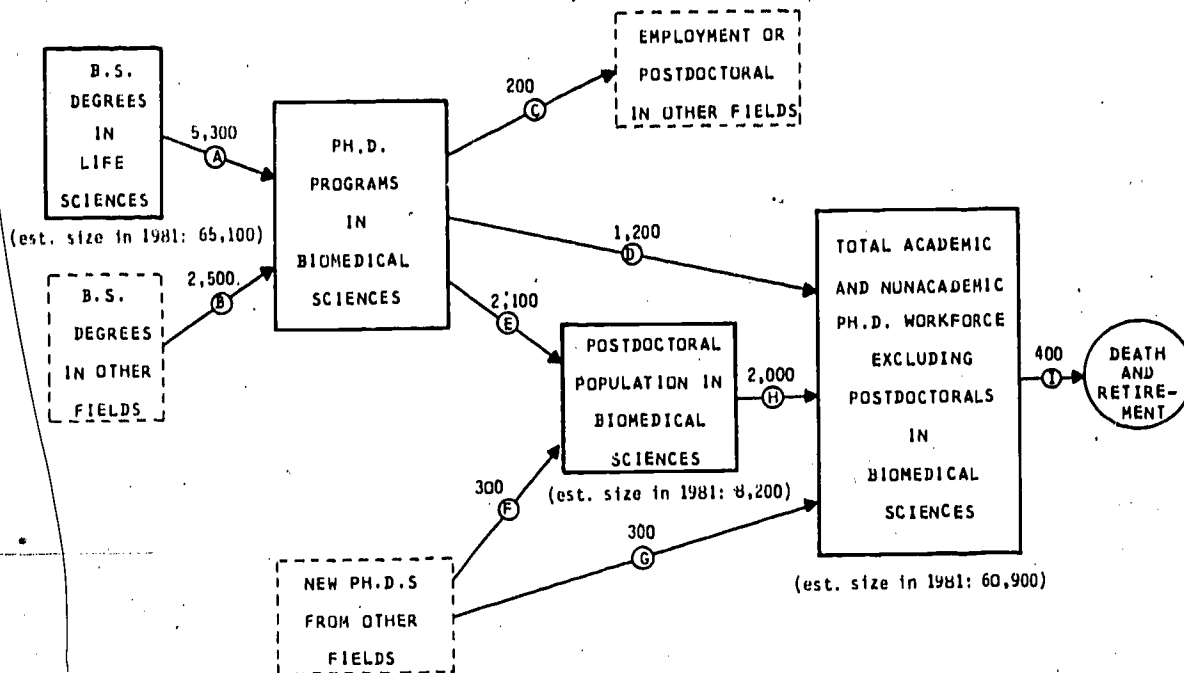 B.S.
DEGREES
IN
LIFE
SCIENCES
(est. size in 1981: 65,100)
5,300
A
B.S.
DEGREES
IN OTHER
FIELDS
2,500
B
PH.D.
PROGRAMS
IN
BIOMEDICAL
SCIENCES
200
C
EMPLOYMENT OR
POSTDOCTORAL
IN OTHER FIELDS
1,200
D
2,100
E
POSTDOCTORAL
POPULATION IN
BIOMEDICAL
SCIENCES
(est. size in 1981: 8,200)
300
F
NEW PH.D.S
FROM OTHER
FIELDS
300
G
2,000
H
TOTAL ACADEMIC
AND NONACADEMIC
PH.D. WORKFORCE
EXCLUDING
POSTDOCTORALS
IN
BIOMEDICAL
SCIENCES
(est. size in 1981: 60,900)
400
I
DEATH
AND
RETIRE-
MENT